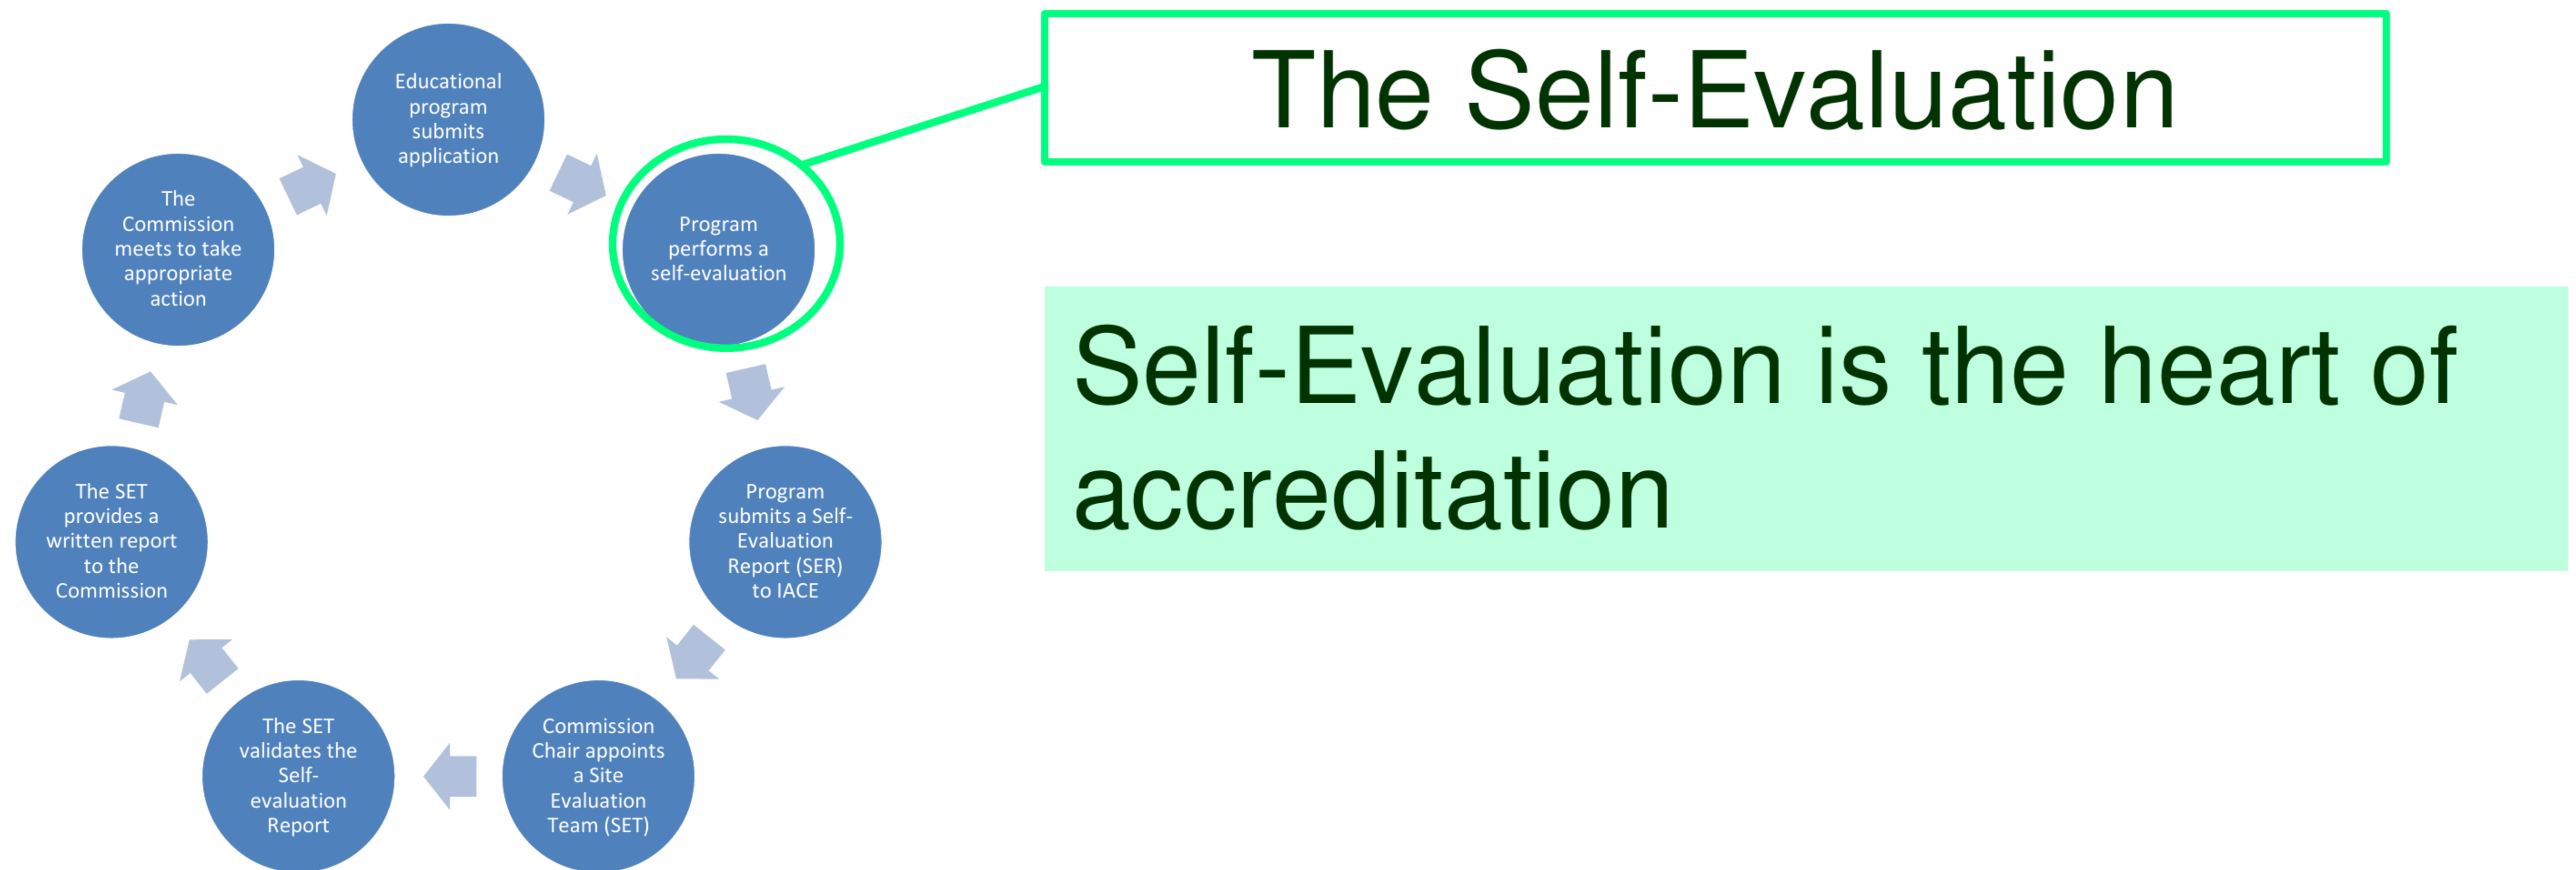 Educational
program
submits
application
Program
performs a
self-evaluation
Program
submits a Self-
Evaluation
Report (SER)
to IACE
Commission
Chair appoints
a Site
Evaluation
Team (SET)
The SET
validates the
Self-
evaluation
Report
The SET
provides a
written report
to the
Commission
The
Commission
meets to take
appropriate
action
The Self-Evaluation
Self-Evaluation is the heart of
accreditation